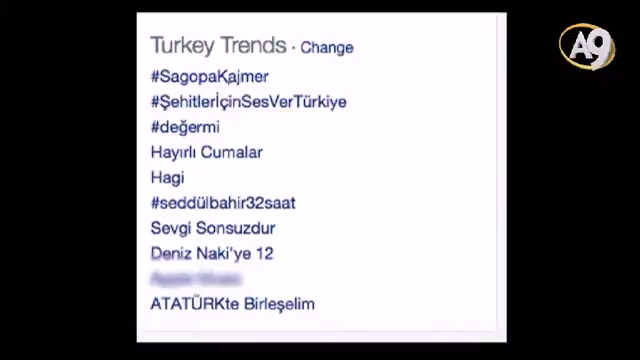 A9
Turkey Trends · Change
#SagopaKajmer
#ŞehitlerİçinSesVerTürkiye
#değermi
Hayırlı Cumalar
Hagi
#seddülbahir32saat
Sevgi Sonsuzdur
Deniz Naki'ye 12
ATATÜRKte Birleşelim